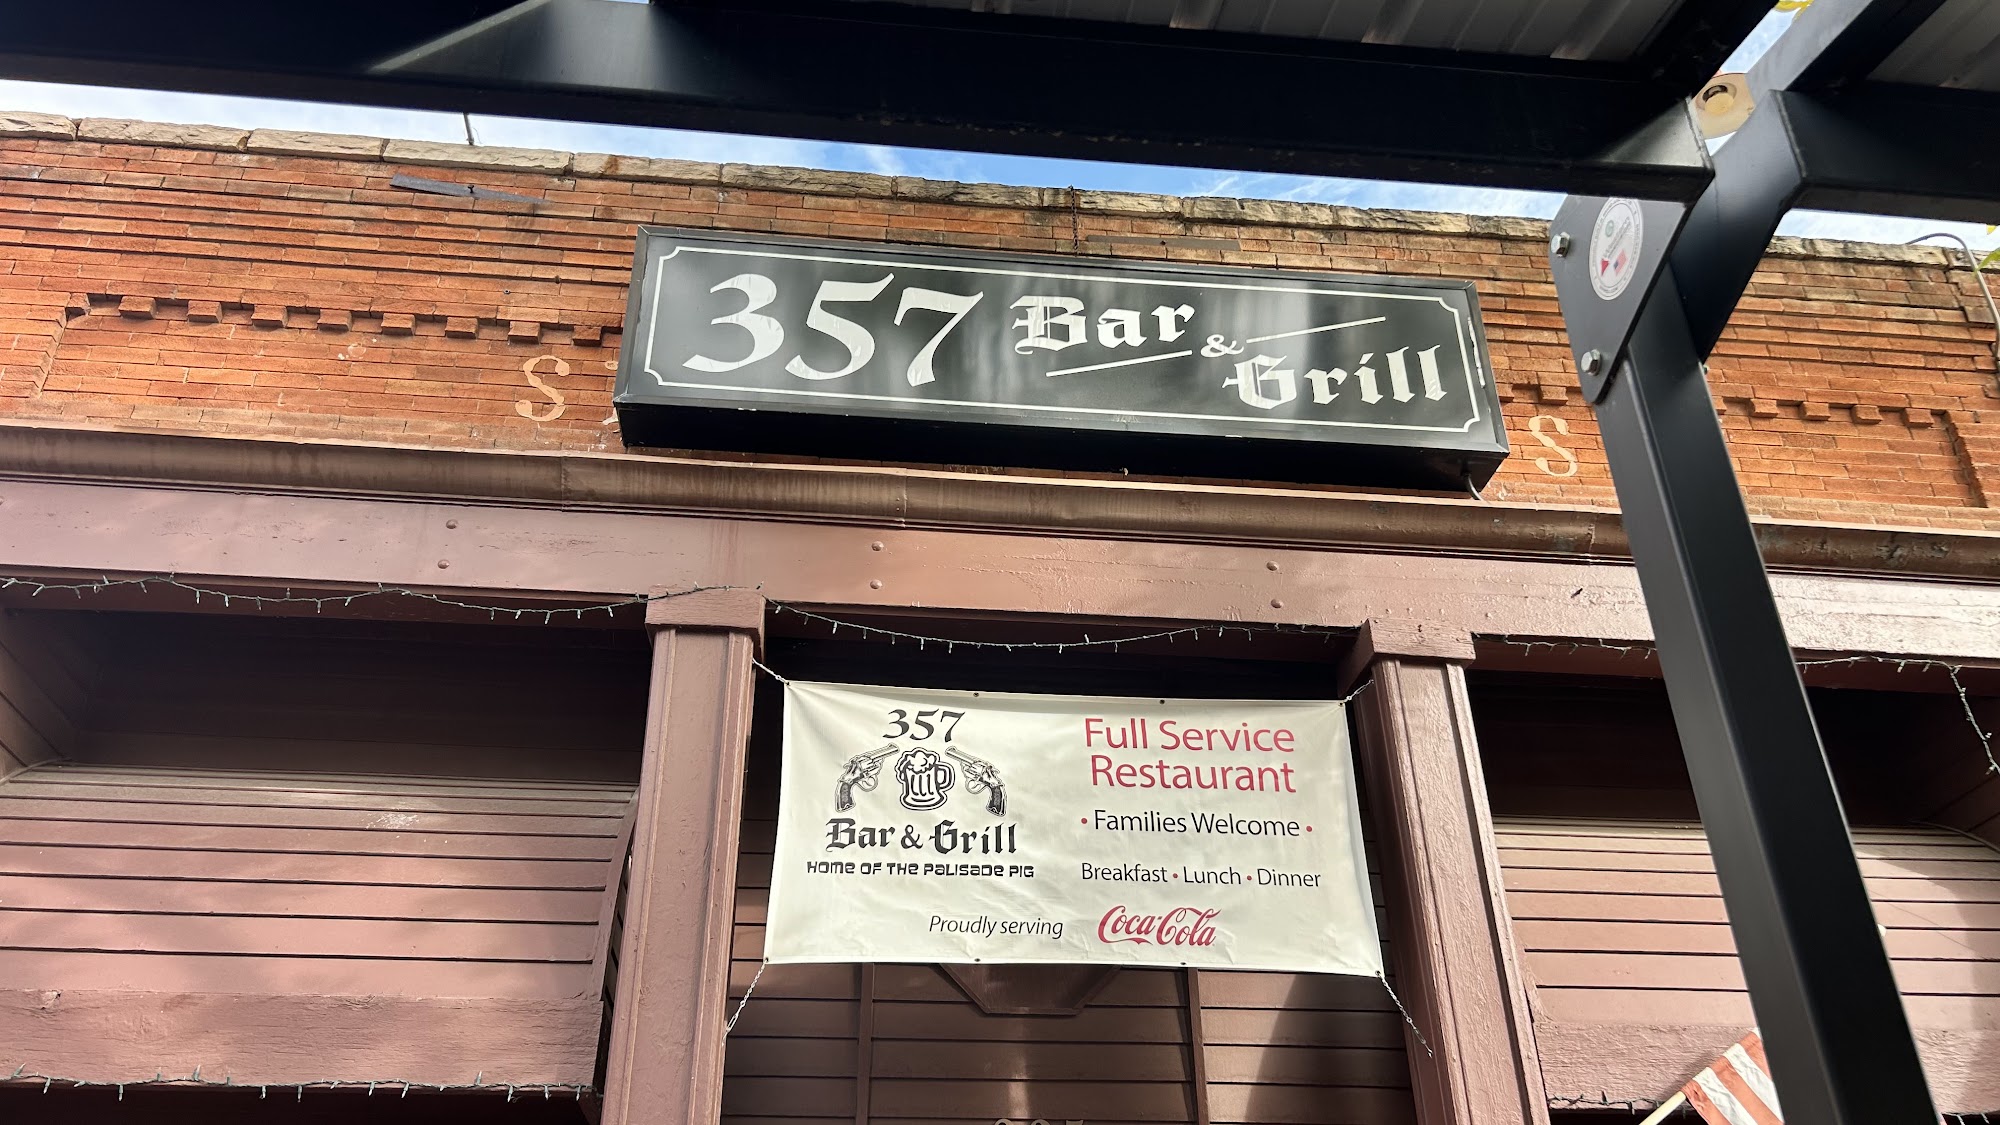 357 Bar
&
Grill
S
S
357
Bar & Grill
HOME OF THE PALISADE PIG
Full Service
Restaurant
• Families Welcome •
Breakfast • Lunch • Dinner
Proudly serving
Coca-Cola